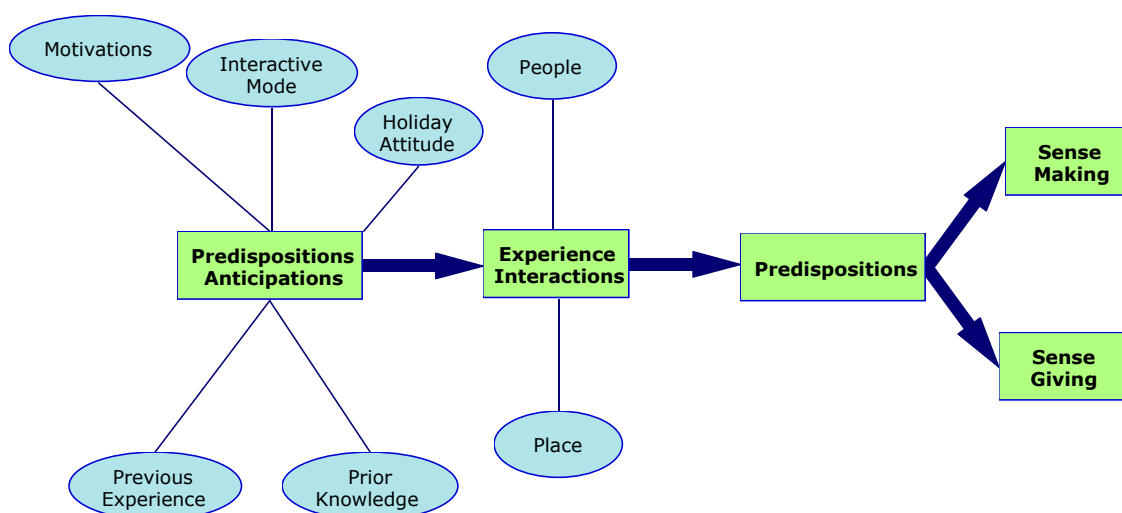 Motivations
Interactive
Mode
Holiday
Attitude
People
Predispositions
Anticipations
Experience
Interactions
Predispositions
Sense
Making
Sense
Giving
Previous
Experience
Prior
Knowledge
Place